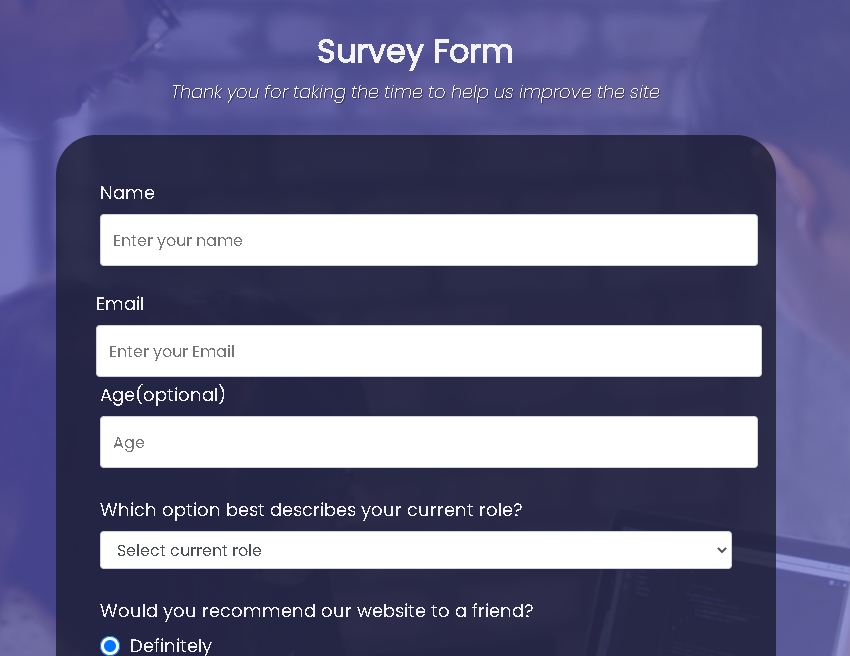 Survey Form
Thank you for taking the time to help us improve the site
Name
Enter your name
Email
Enter your Email
Age(optional)
Age
Which option best describes your current role?
Select current role
Would you recommend our website to a friend?
Definitely